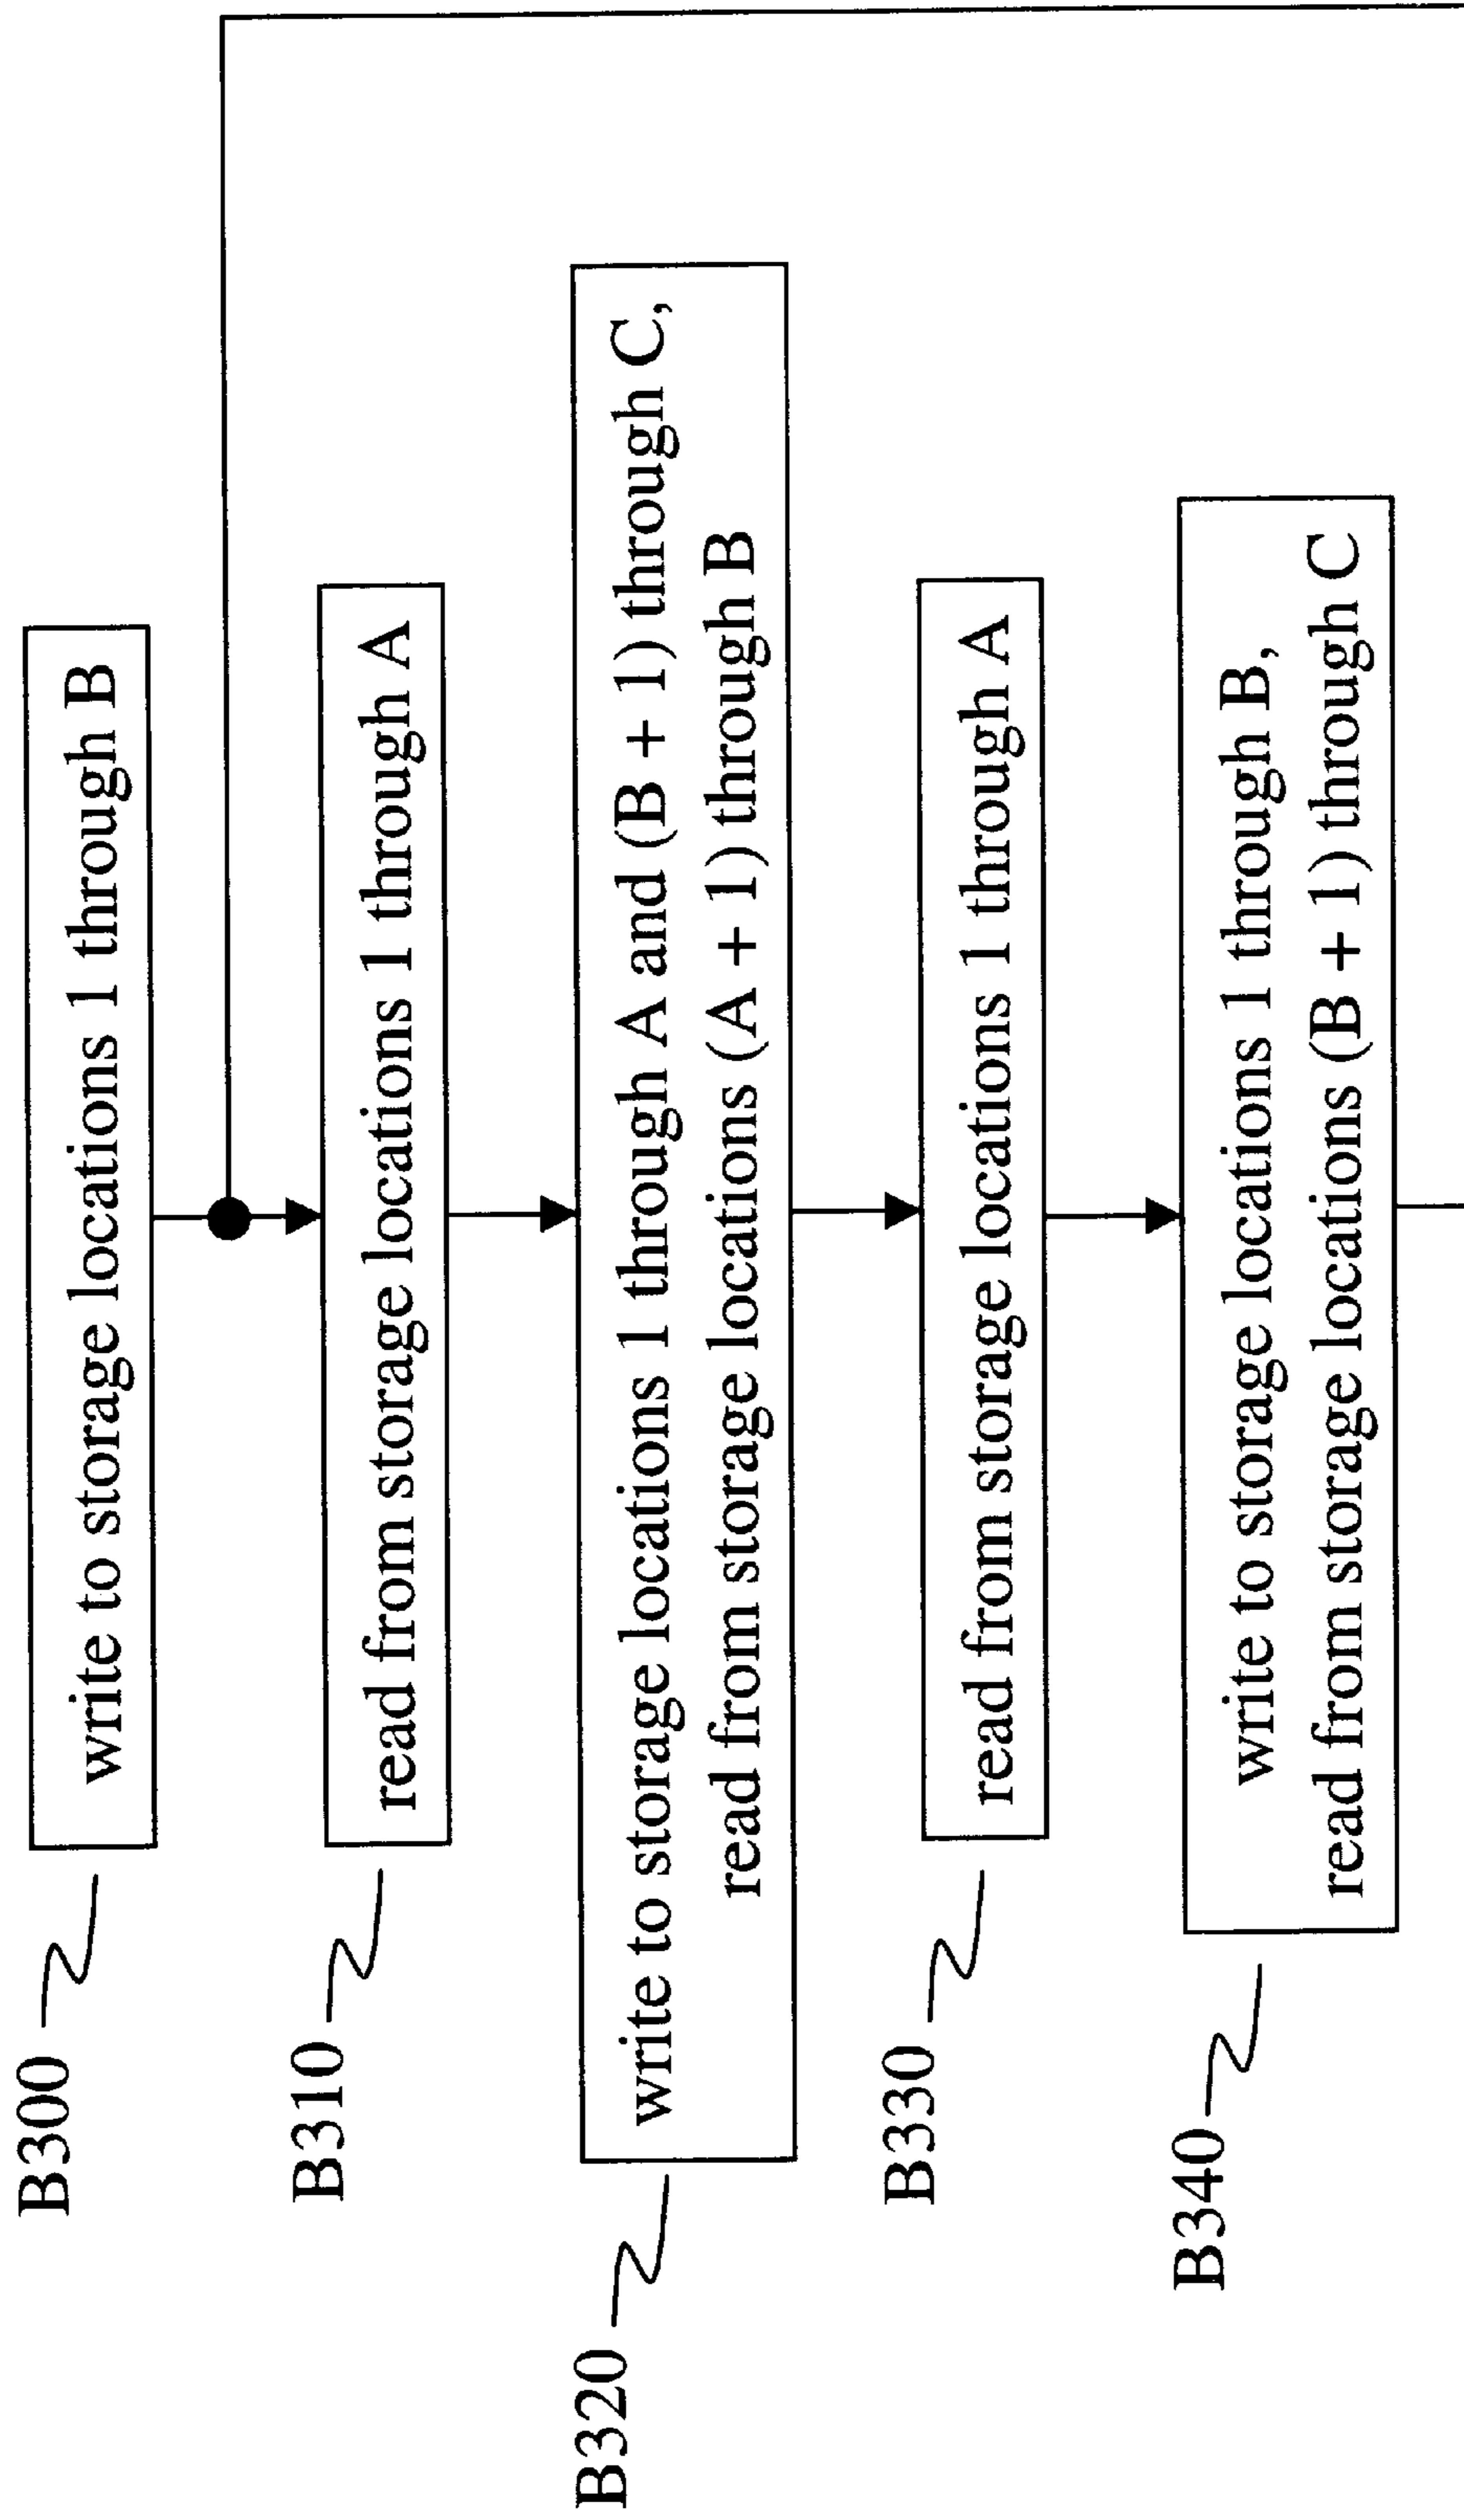 B300
write to storage locations 1 through B
B310
read from storage locations 1 through A
B320
write to storage locations 1 through A and (B + 1) through C,
read from storage locations (A + 1) through B
B330
read from storage locations 1 through A
B340
write to storage locations 1 through B,
read from storage locations (B + 1) through C